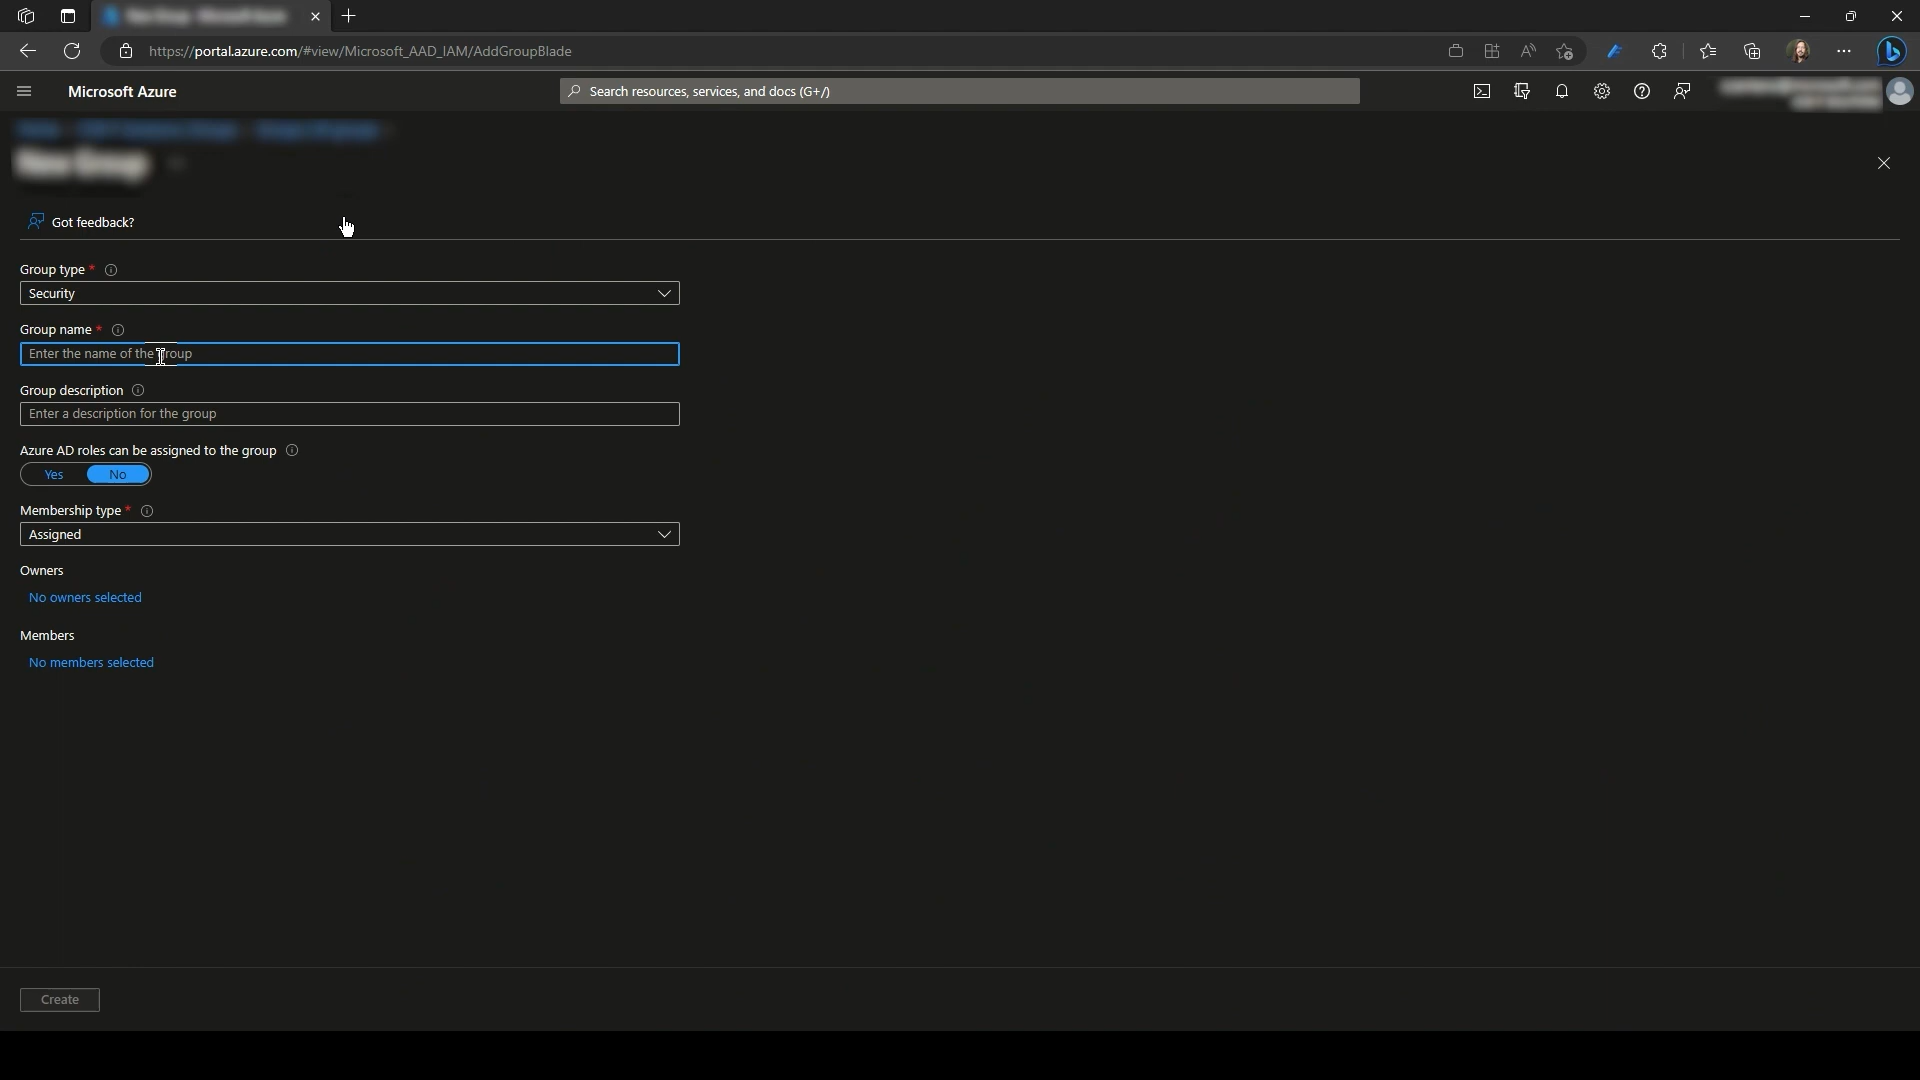 https://portal.azure.com/#view/Microsoft_AAD_IAM/AddGroupBlade
Microsoft Azure
Search resources, services, and docs (G+/)
Got feedback?
Group type *
Security
Group name *
Enter the name of the group
Group description
Enter a description for the group
Azure AD roles can be assigned to the group
Yes No
Membership type *
Assigned
Owners
No owners selected
Members
No members selected
Create